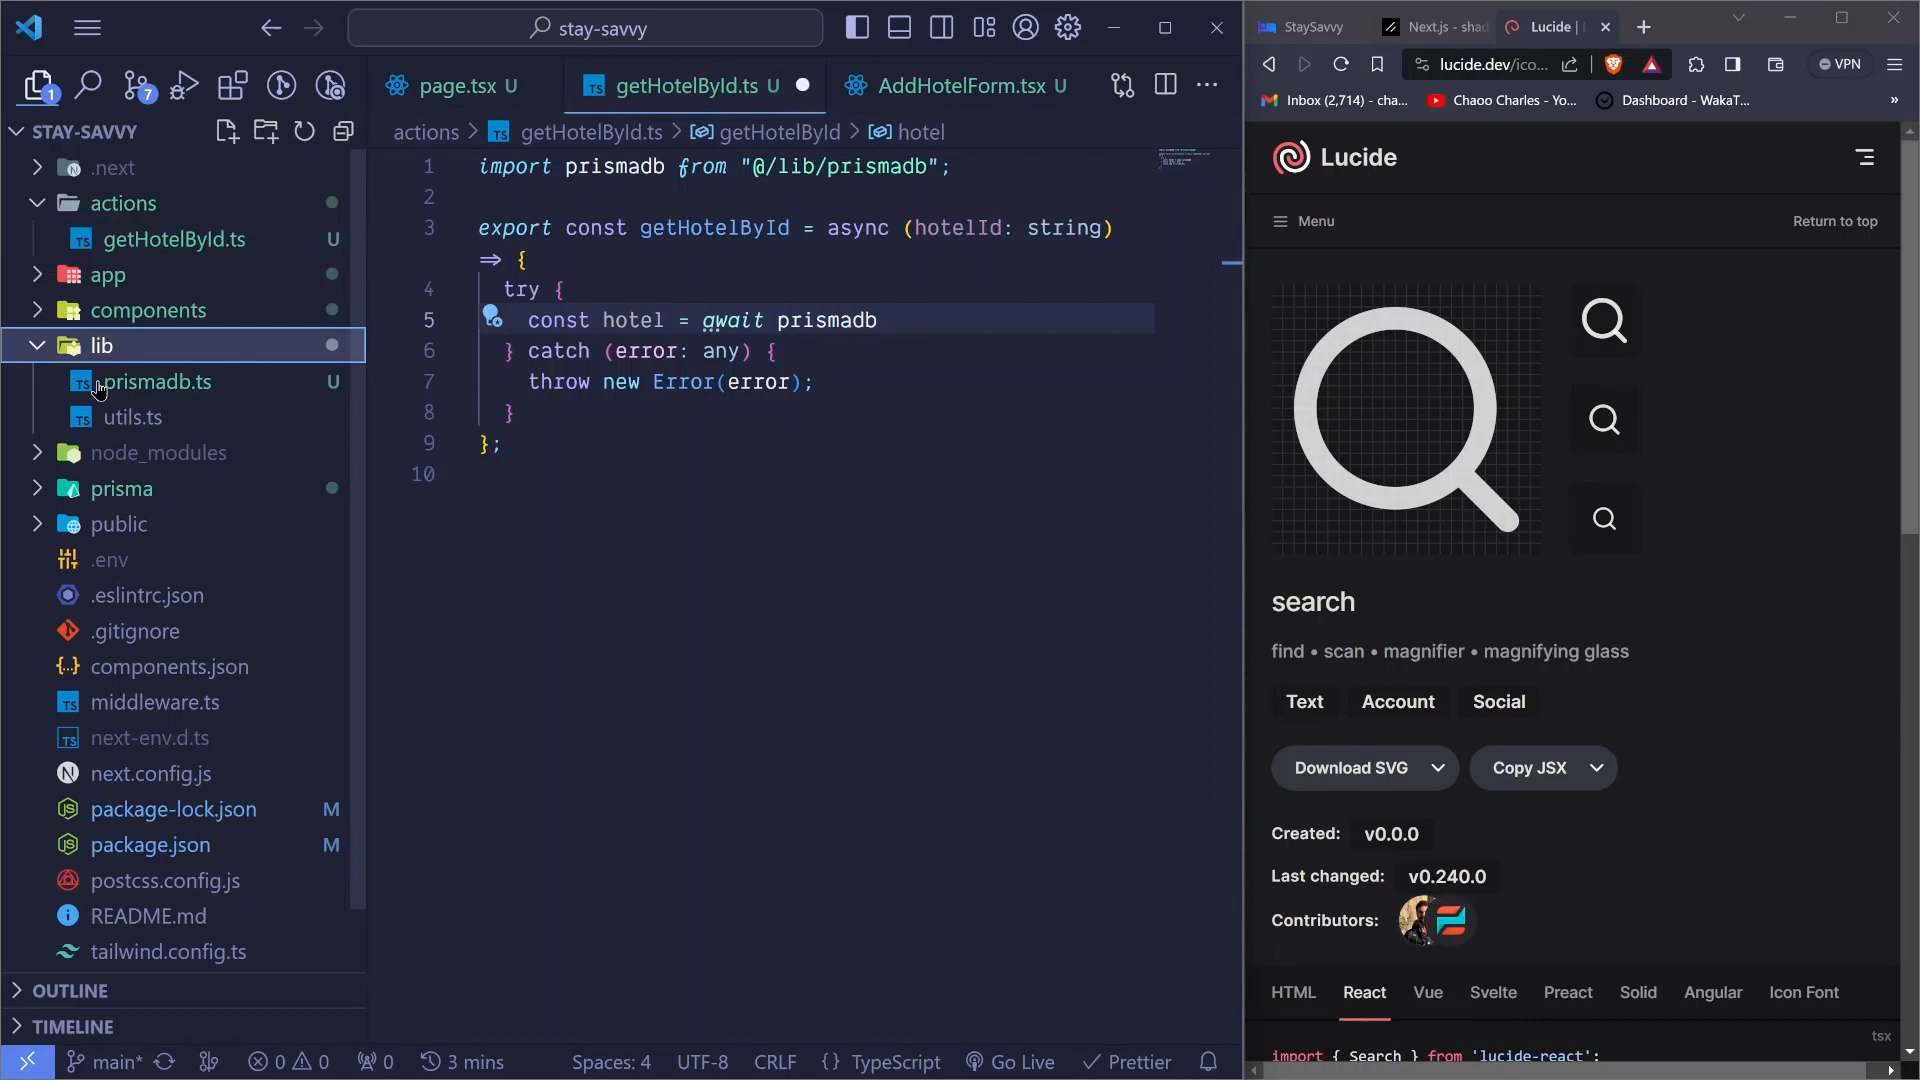 stay-savvy
1
7
page.tsx U
getHotelById.ts U
AddHotelForm.tsx U
STAY-SAVVY
actions > TS getHotelById.ts > getHotelById > hotel
.next
actions
TS getHotelById.ts U
app
components
lib
TS prismadb.ts U
TS utils.ts
node_modules
prisma
public
.env
.eslintrc.json
.gitignore
components.json
TS middleware.ts
TS next-env.d.ts
next.config.js
package-lock.json M
package.json M
postcss.config.js
README.md
tailwind.config.ts
OUTLINE
TIMELINE
1 import prismadb from "@/lib/prismadb";
2
3 export const getHotelById = async (hotelId: string)
=> {
4 try {
5 const hotel = await prismadb
6 } catch (error: any) {
7 throw new Error(error);
8 }
9 };
10
main* 0 0 0 3 mins Spaces: 4 UTF-8 CRLF {} TypeScript Go Live Prettier
StaySavvy
Next.js - shad
Lucide |
lucide.dev/ico...
VPN
Inbox (2,714) - cha...
Chaoo Charles - Yo...
Dashboard - WakaT...
»
Lucide
Menu
Return to top
search
find • scan • magnifier • magnifying glass
Text Account Social
Download SVG
Copy JSX
Created: v0.0.0
Last changed: v0.240.0
Contributors:
HTML React Vue Svelte Preact Solid Angular Icon Font
tsx
import { Search } from 'lucide-react';